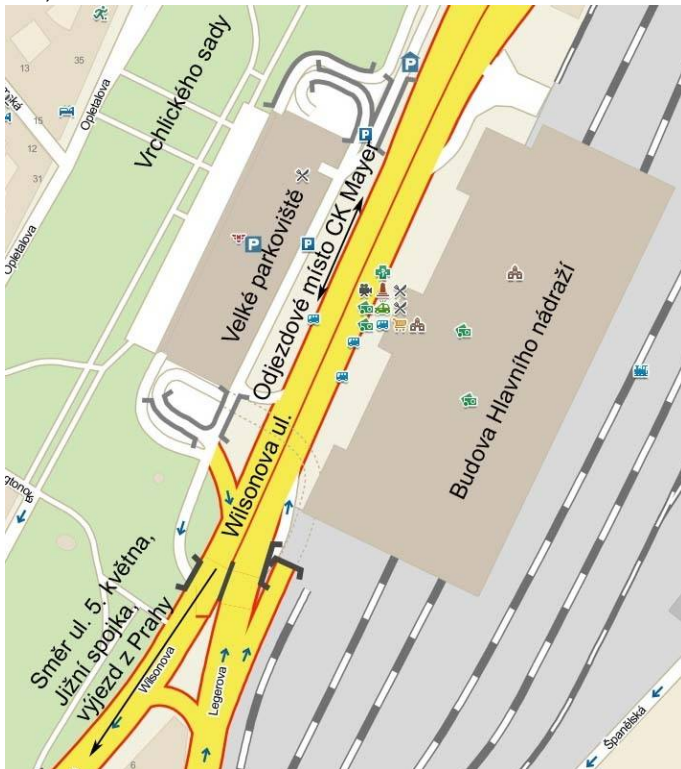 13
35
Opletalova
15
12
31
Opletalova
Vrchlického sady
P
P
P
P
Velké parkoviště
Odjezdové místo CK Mayer
Budova Hlavního nádraží
Wilsonova ul.
Směr ul. 5. května,
Jižní spojka,
výjezd z Prahy
Wilsonova
Legerova
Španělská
6